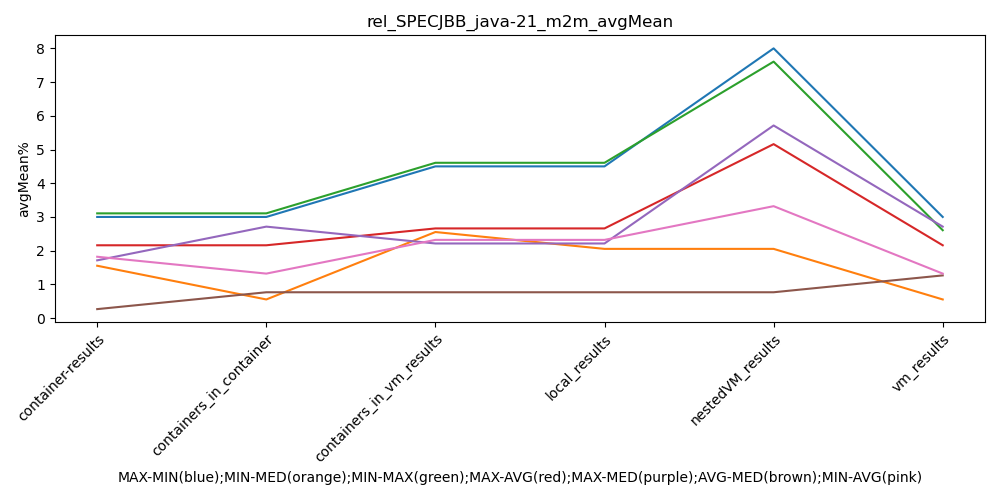 rel_SPECJBB_java-21_m2m_avgMean
avgMean%
8
7
6
5
4
3
2
1
0
container-results
containers_in_container
containers_in_vm_results
local_results
nestedVM_results
vm_results
MAX-MIN(blue);MIN-MED(orange);MIN-MAX(green);MAX-AVG(red);MAX-MED(purple);AVG-MED(brown);MIN-AVG(pink)